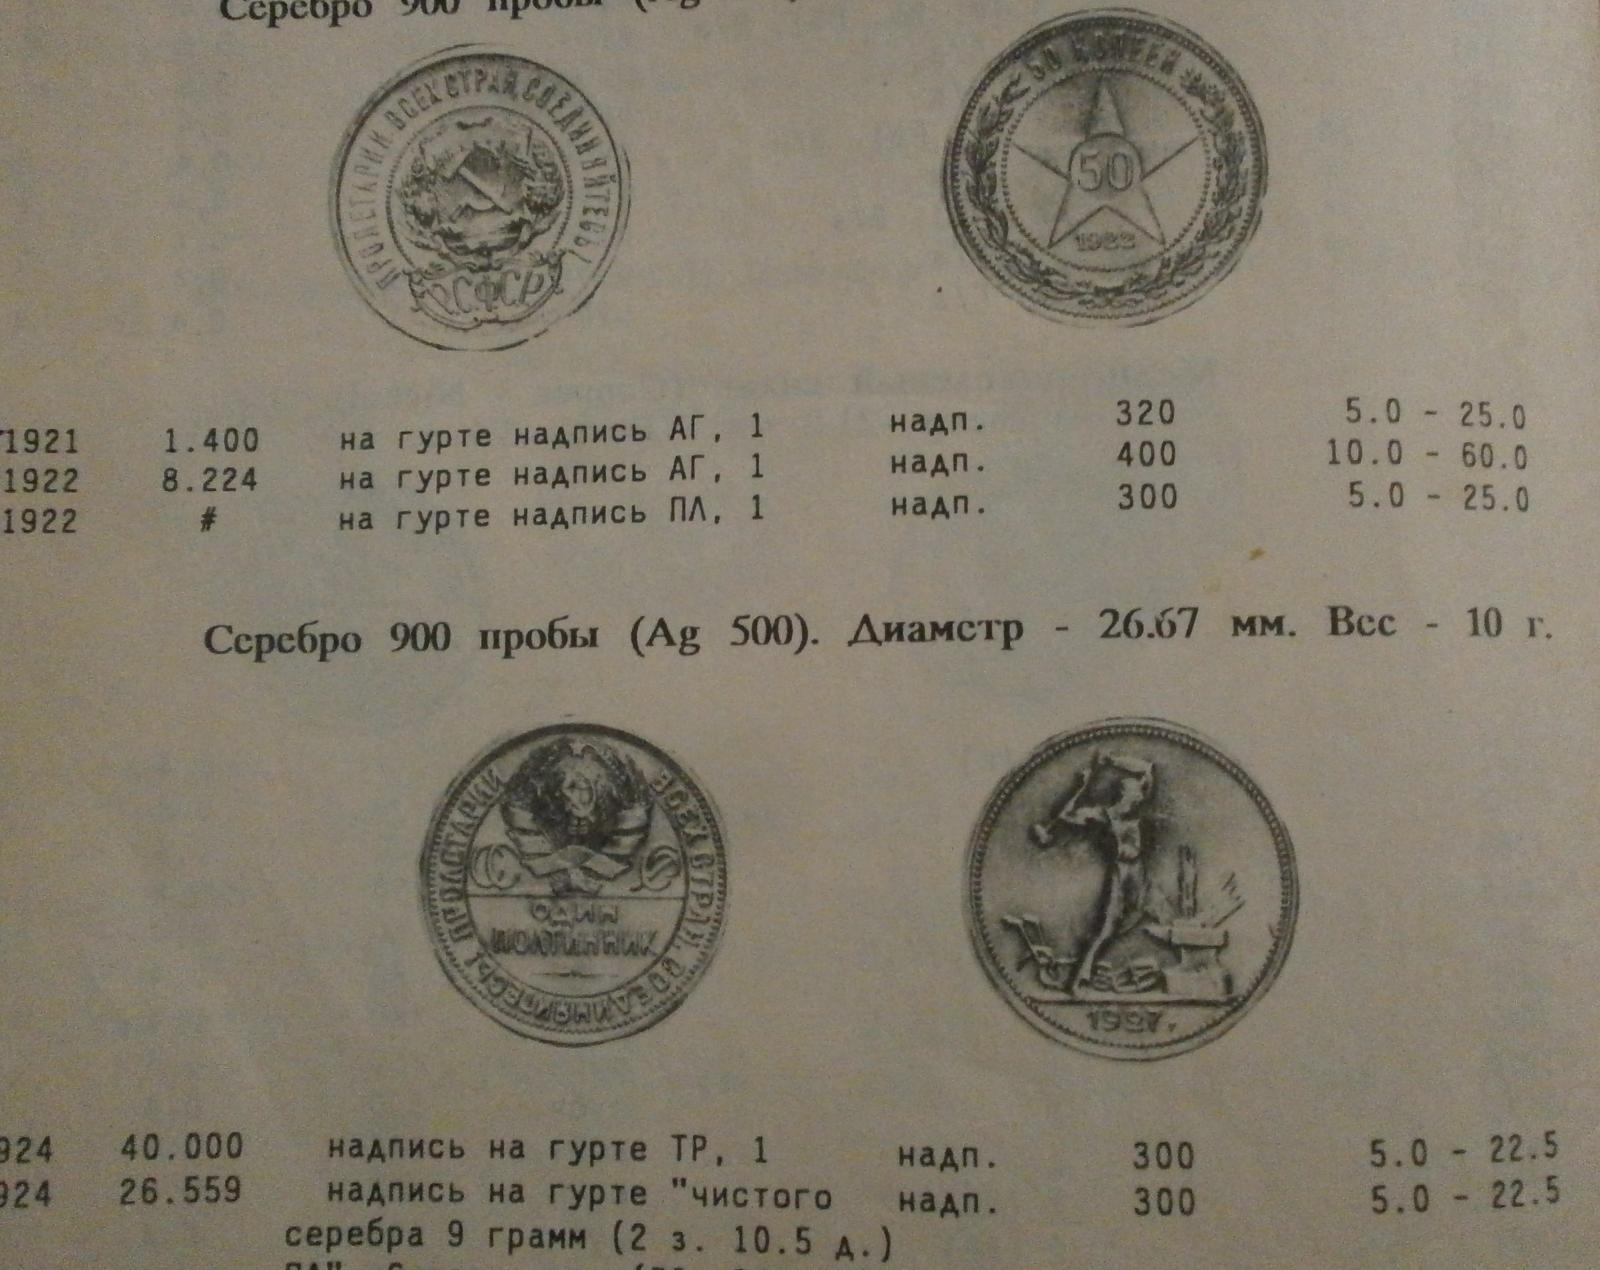 Серебро 900 пробы (Ag
ПРОЛЕТАРИИ ВСЕХ СТРАН, СОЕДИНЯЙТЕСЬ!
РСФСР
50 КОПЕЕК
50
1922
1921 1.400 на гурте надпись АГ, 1 надп. 320 5.0 - 25.0
1922 8.224 на гурте надпись АГ, 1 надп. 400 10.0 - 60.0
1922 # на гурте надпись ПЛ, 1 надп. 300 5.0 - 25.0
Серебро 900 пробы (Ag 500). Диаметр - 26.67 мм. Вес - 10 г.
ПРОЛЕТАРИИ ВСЕХ СТРАН, СОЕДИНЯЙТЕСЬ!
СС СР
ОДИН
ПОЛТИННИК
1927г.
924 40.000 надпись на гурте ТР, 1 надп. 300 5.0 - 22.5
924 26.559 надпись на гурте "чистого надп. 300 5.0 - 22.5
серебра 9 грамм (2 з. 10.5 д.)